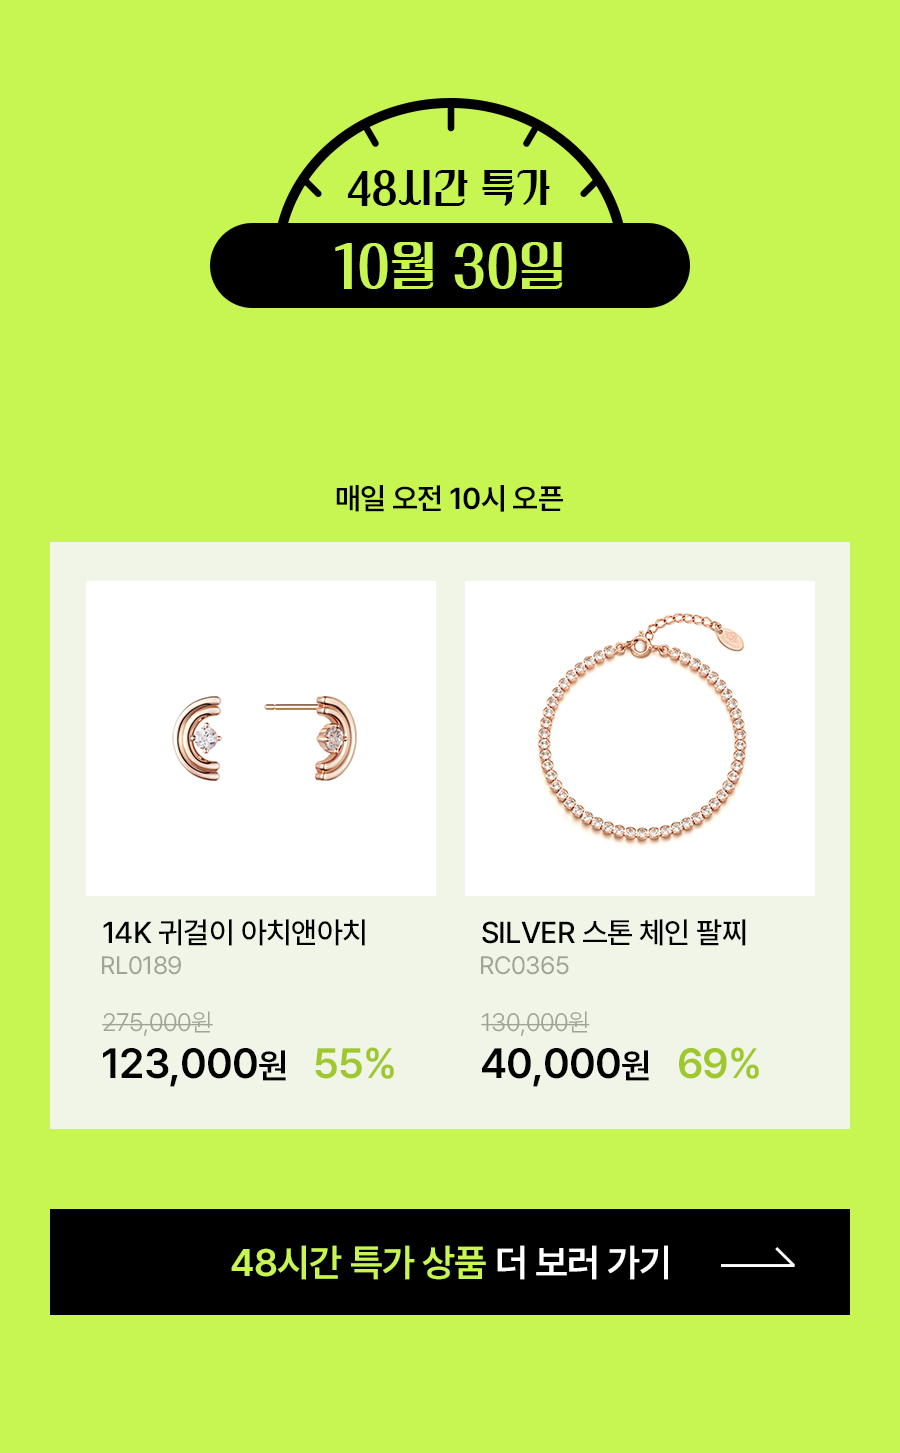 48시간 특가
10월 30일
매일 오전 10시 오픈
14K 귀걸이 아치앤아치
RL0189
275,000원
123,000원 55%
SILVER 스톤 체인 팔찌
RC0365
130,000원
40,000원 69%
48시간 특가 상품 더 보러 가기